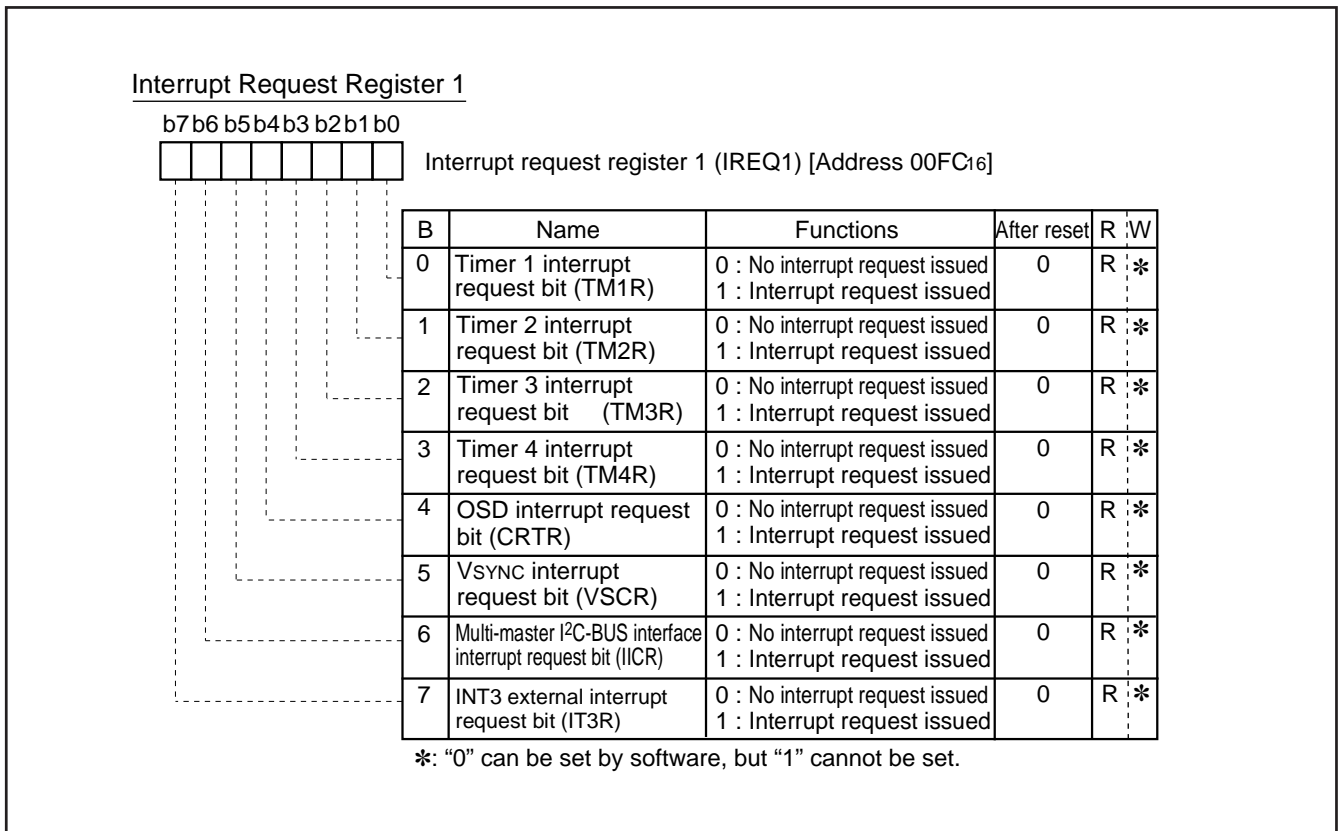 Interrupt Request Register 1
b7 b6 b5 b4 b3 b2 b1 b0
Interrupt request register 1 (IREQ1) [Address 00FC16]
B Name Functions After reset R W
0 Timer 1 interrupt 0 : No interrupt request issued 0 R ✻
request bit (TM1R) 1 : Interrupt request issued
1 Timer 2 interrupt 0 : No interrupt request issued 0 R ✻
request bit (TM2R) 1 : Interrupt request issued
2 Timer 3 interrupt 0 : No interrupt request issued 0 R ✻
request bit (TM3R) 1 : Interrupt request issued
3 Timer 4 interrupt 0 : No interrupt request issued 0 R ✻
request bit (TM4R) 1 : Interrupt request issued
4 OSD interrupt request 0 : No interrupt request issued 0 R ✻
bit (CRTR) 1 : Interrupt request issued
5 VSYNC interrupt 0 : No interrupt request issued 0 R ✻
request bit (VSCR) 1 : Interrupt request issued
6 Multi-master I2C-BUS interface 0 : No interrupt request issued 0 R ✻
interrupt request bit (IICR) 1 : Interrupt request issued
7 INT3 external interrupt 0 : No interrupt request issued 0 R ✻
request bit (IT3R) 1 : Interrupt request issued
✻: “0” can be set by software, but “1” cannot be set.